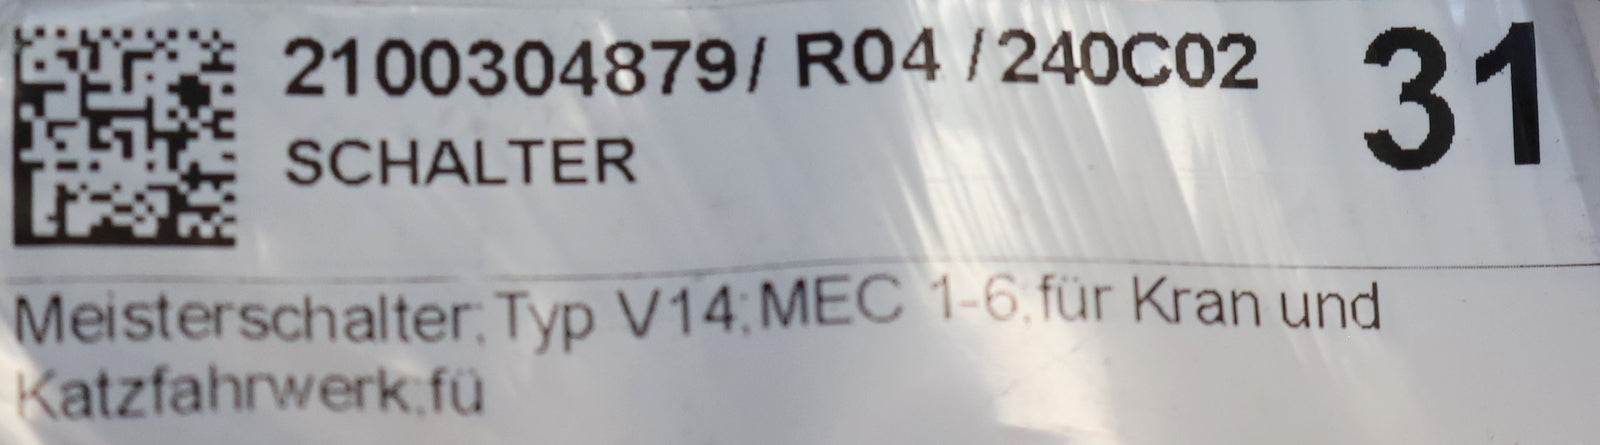 2100304879/ R04 /240C02
31
SCHALTER
Meisterschalter;Typ V14;MEC 1-6;für Kran und
Katzfahrwerk;fü